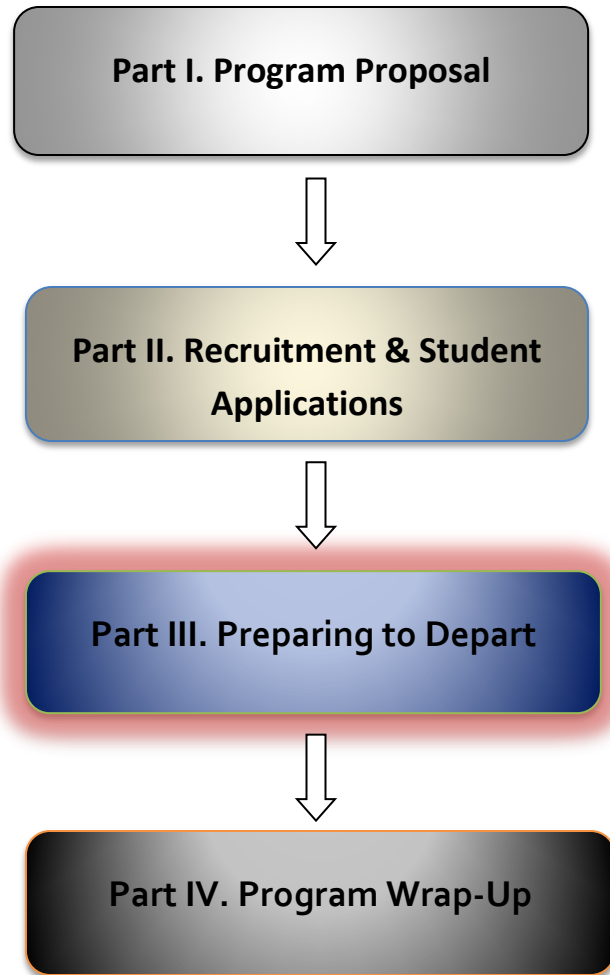 Part I. Program Proposal
Part II. Recruitment & Student
Applications
Part III. Preparing to Depart
Part IV. Program Wrap-Up